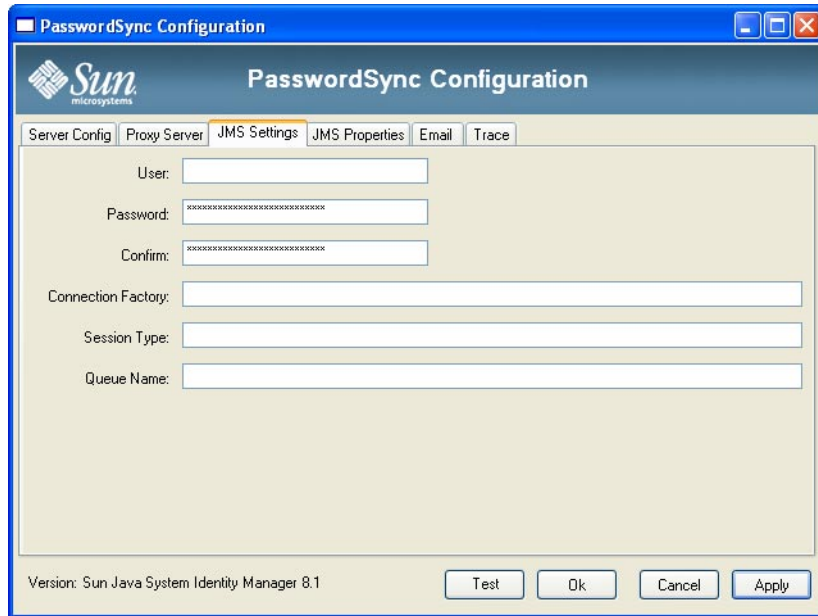 PasswordSync Configuration
Sun
microsystems
PasswordSync Configuration
Server Config Proxy Server JMS Settings JMS Properties Email Trace
User:
Password: ***************************
Confirm: ***************************
Connection Factory:
Session Type:
Queue Name:
Version: Sun Java System Identity Manager 8.1
Test Ok Cancel Apply